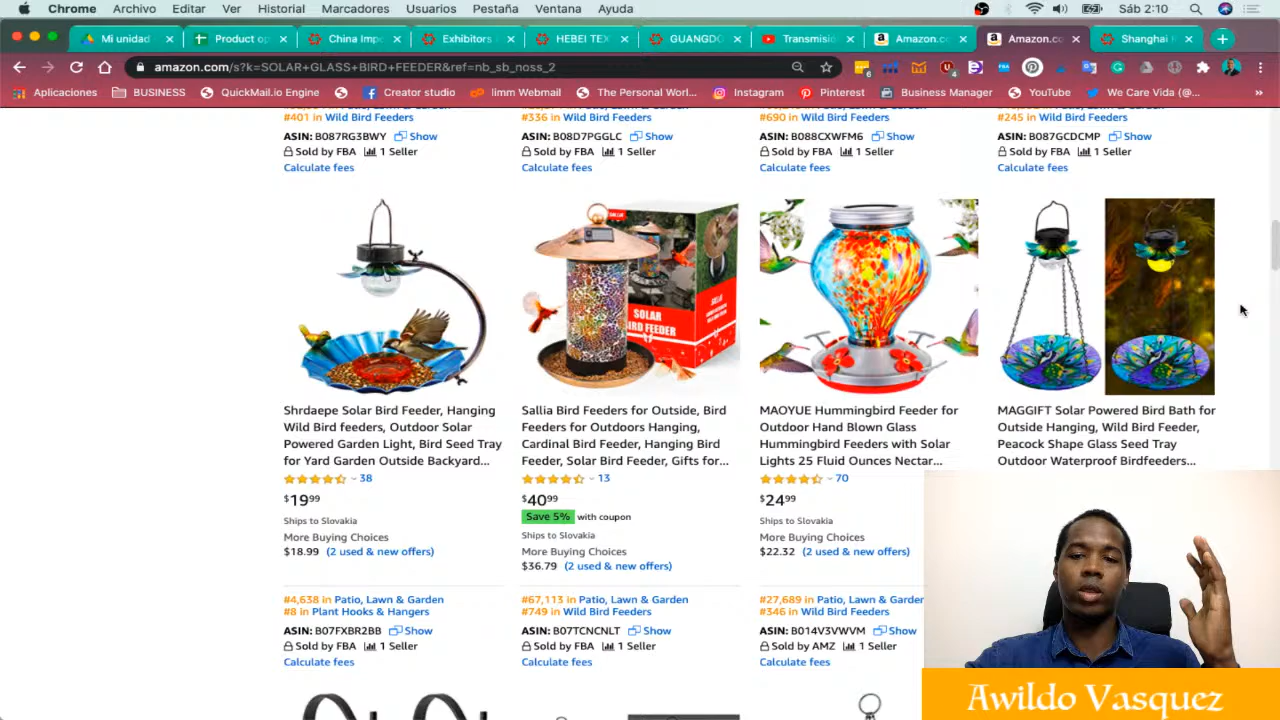 Chrome Archivo Editar Ver Historial Marcadores Usuarios Pestaña Ventana Ayuda Sáb 2:10
Mi unidad Product op China Imp Exhibitors HEBEI TEX GUANGD Transmisio Amazon.c Amazon.co Shanghai
amazon.com/s?k=SOLAR+GLASS+BIRD+FEEDER&ref=nb_sb_noss_2
Aplicaciones BUSINESS QuickMail.io Engine Creator studio limm Webmail The Personal Worl... Instagram Pinterest Business Manager YouTube We Care Vida (@... »
#401 in Wild Bird Feeders
ASIN: B087RG3BWY Show
Sold by FBA 1 Seller
Calculate fees
#336 in Wild Bird Feeders
ASIN: B08D7PGGLC Show
Sold by FBA 1 Seller
Calculate fees
#690 in Wild Bird Feeders
ASIN: B088CXWFM6 Show
Sold by FBA 1 Seller
Calculate fees
#245 in Wild Bird Feeders
ASIN: B087GCDCMP Show
Sold by FBA 1 Seller
Calculate fees
SOLAR
BIRD FEEDER
Shrdaepe Solar Bird Feeder, Hanging
Wild Bird feeders, Outdoor Solar
Powered Garden Light, Bird Seed Tray
for Yard Garden Outside Backyard...
38
$19.99
Ships to Slovakia
More Buying Choices
$18.99 (2 used & new offers)
#4,638 in Patio, Lawn & Garden
#8 in Plant Hooks & Hangers
ASIN: B07FXBR2BB Show
Sold by FBA 1 Seller
Calculate fees
Sallia Bird Feeders for Outside, Bird
Feeders for Outdoors Hanging,
Cardinal Bird Feeder, Hanging Bird
Feeder, Solar Bird Feeder, Gifts for...
13
$40.99
Save 5% with coupon
Ships to Slovakia
More Buying Choices
$36.79 (2 used & new offers)
#67,113 in Patio, Lawn & Garden
#749 in Wild Bird Feeders
ASIN: B07TCNCNLT Show
Sold by FBA 1 Seller
Calculate fees
MAOYUE Hummingbird Feeder for
Outdoor Hand Blown Glass
Hummingbird Feeders with Solar
Lights 25 Fluid Ounces Nectar...
70
$24.99
Ships to Slovakia
More Buying Choices
$22.32 (2 used & new offers)
#27,689 in Patio, Lawn & Garden
#346 in Wild Bird Feeders
ASIN: B014V3VWVM Show
Sold by AMZ 1 Seller
Calculate fees
MAGGIFT Solar Powered Bird Bath for
Outside Hanging, Wild Bird Feeder,
Peacock Shape Glass Seed Tray
Outdoor Waterproof Birdfeeders...
Awildo Vasquez